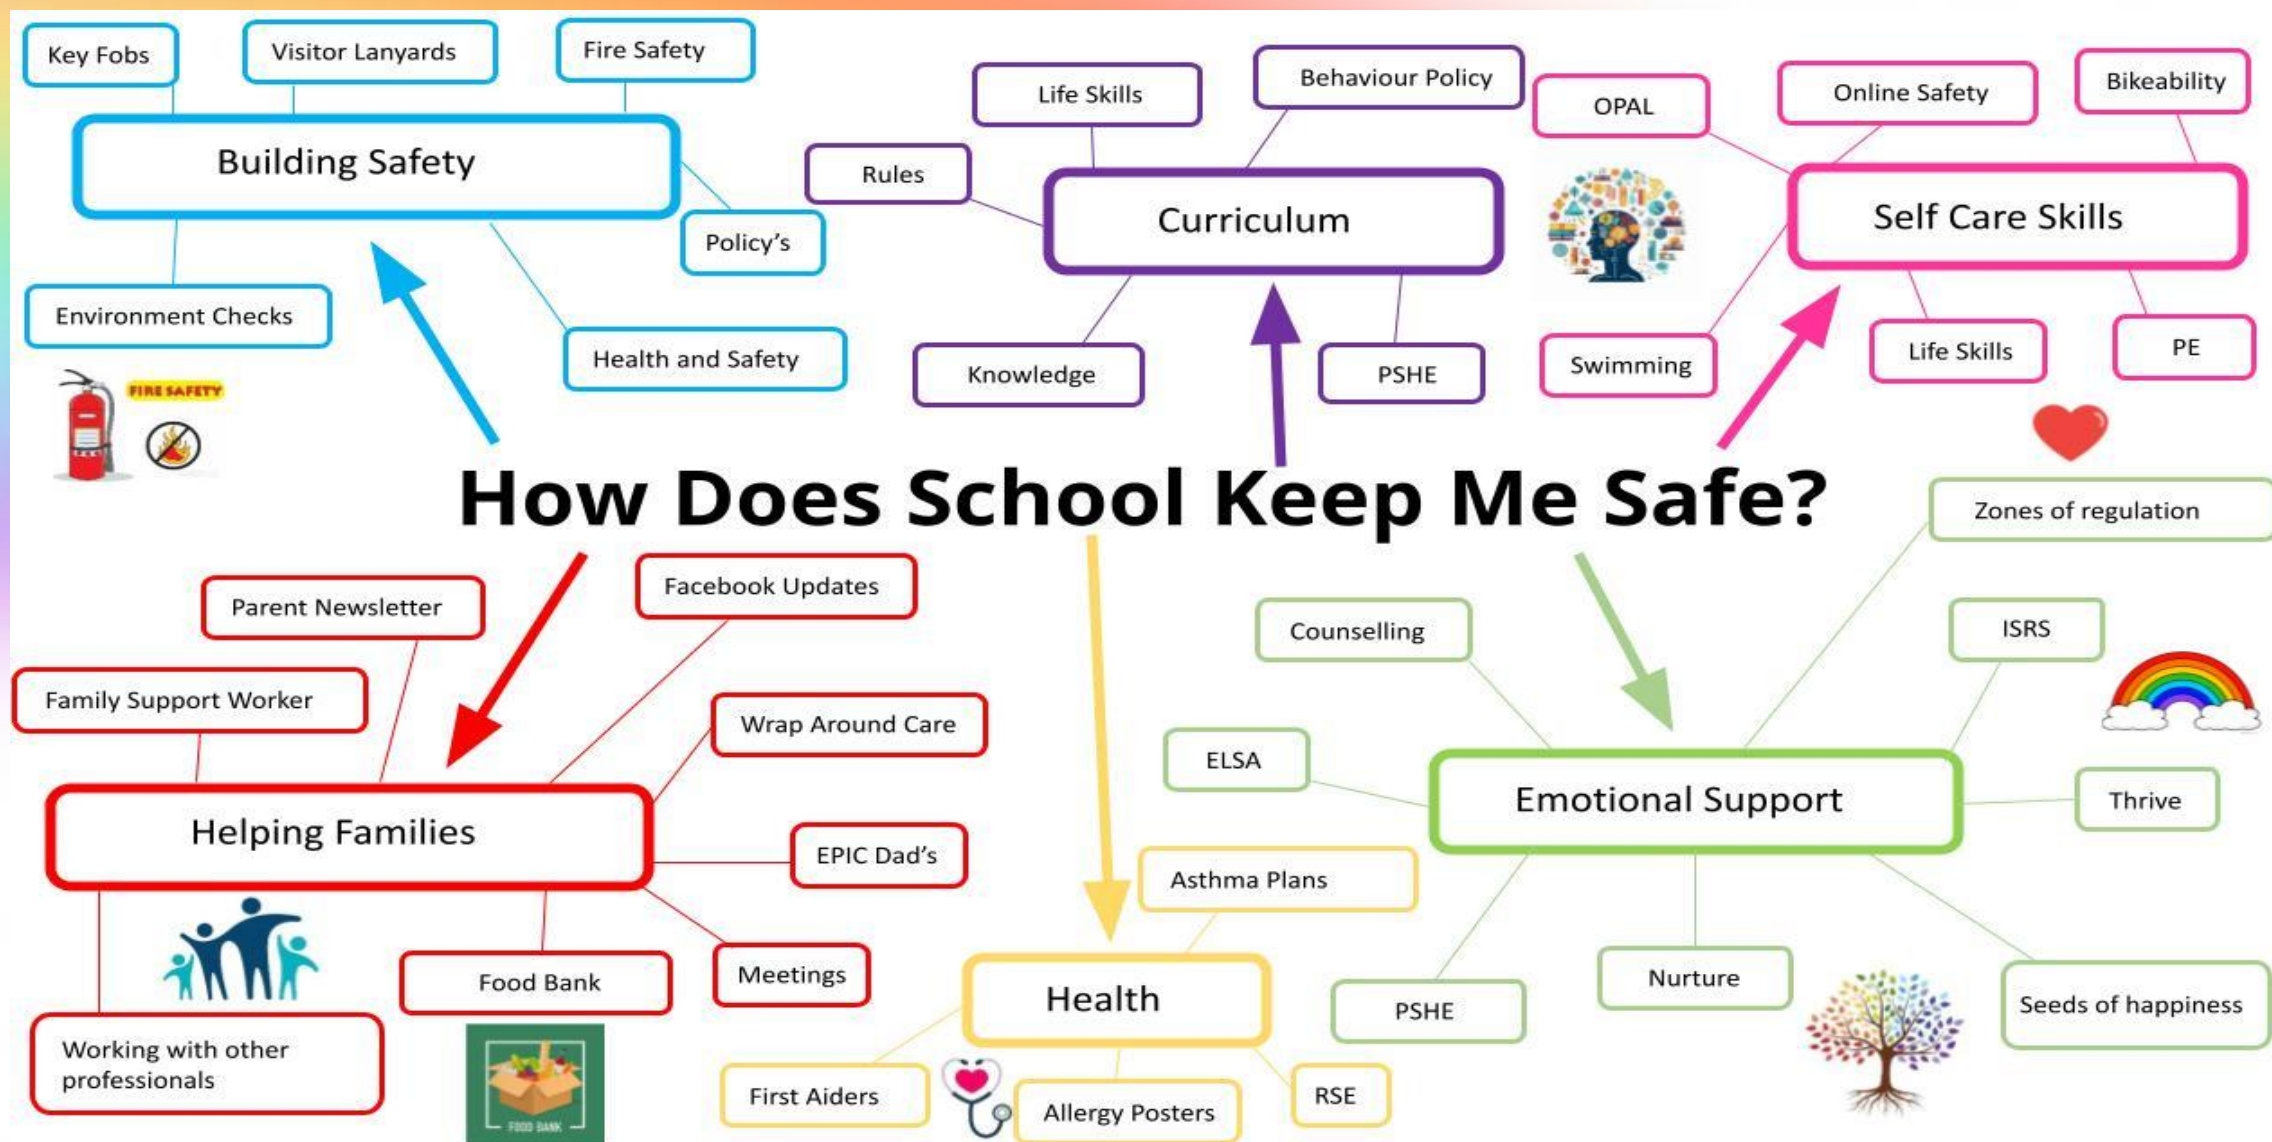 Key Fobs
Visitor Lanyards
Fire Safety
Building Safety
Policy's
Environment Checks
Health and Safety
FIRE SAFETY
Life Skills
Behaviour Policy
Rules
Curriculum
Knowledge
PSHE
OPAL
Online Safety
Bikeability
Self Care Skills
Swimming
Life Skills
PE
How Does School Keep Me Safe?
Parent Newsletter
Facebook Updates
Family Support Worker
Wrap Around Care
Helping Families
EPIC Dad's
Food Bank
Meetings
Working with other
professionals
FOOD BANK
Asthma Plans
Health
First Aiders
Allergy Posters
RSE
Zones of regulation
Counselling
ISRS
ELSA
Emotional Support
Thrive
PSHE
Nurture
Seeds of happiness